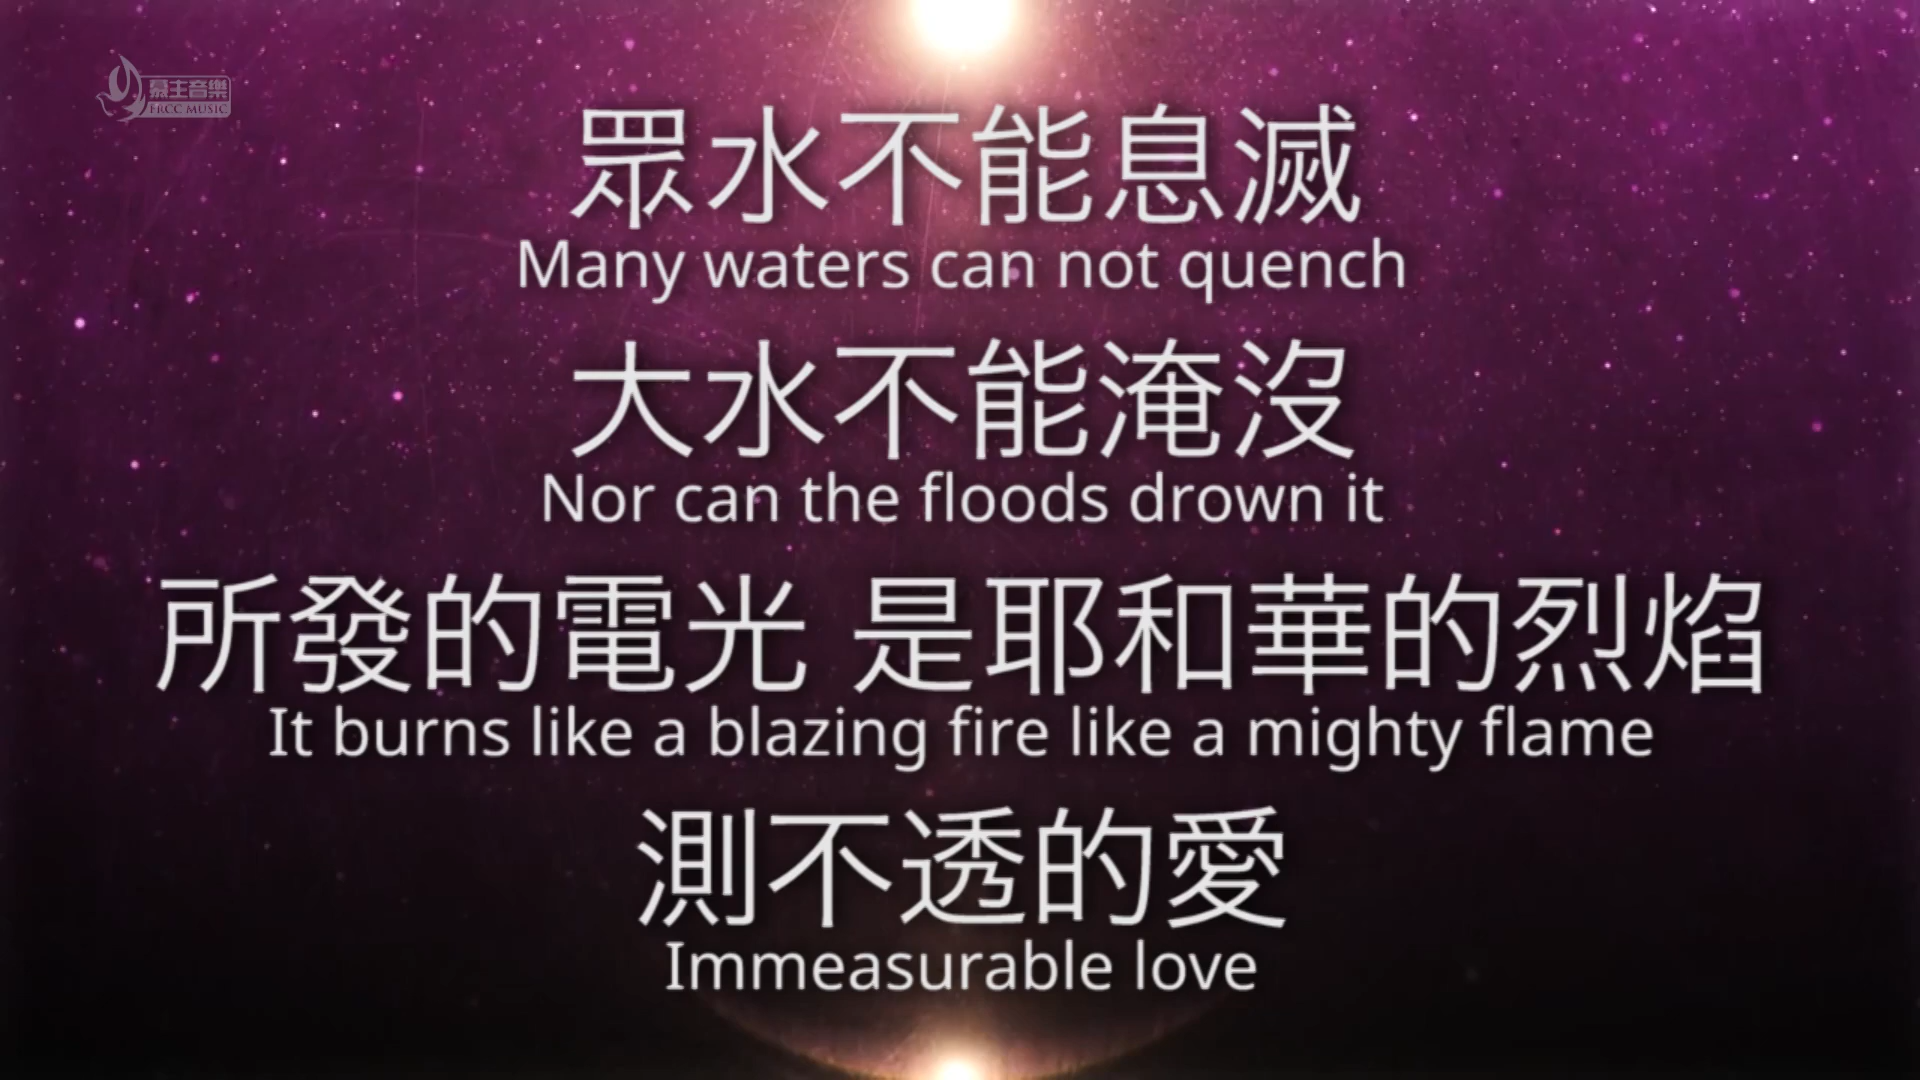 慕主音樂
FRCC MUSIC
眾水不能息滅
Many waters can not quench
大水不能淹沒
Nor can the floods drown it
所發的電光 是耶和華的烈焰
It burns like a blazing fire like a mighty flame
測不透的愛
Immeasurable love